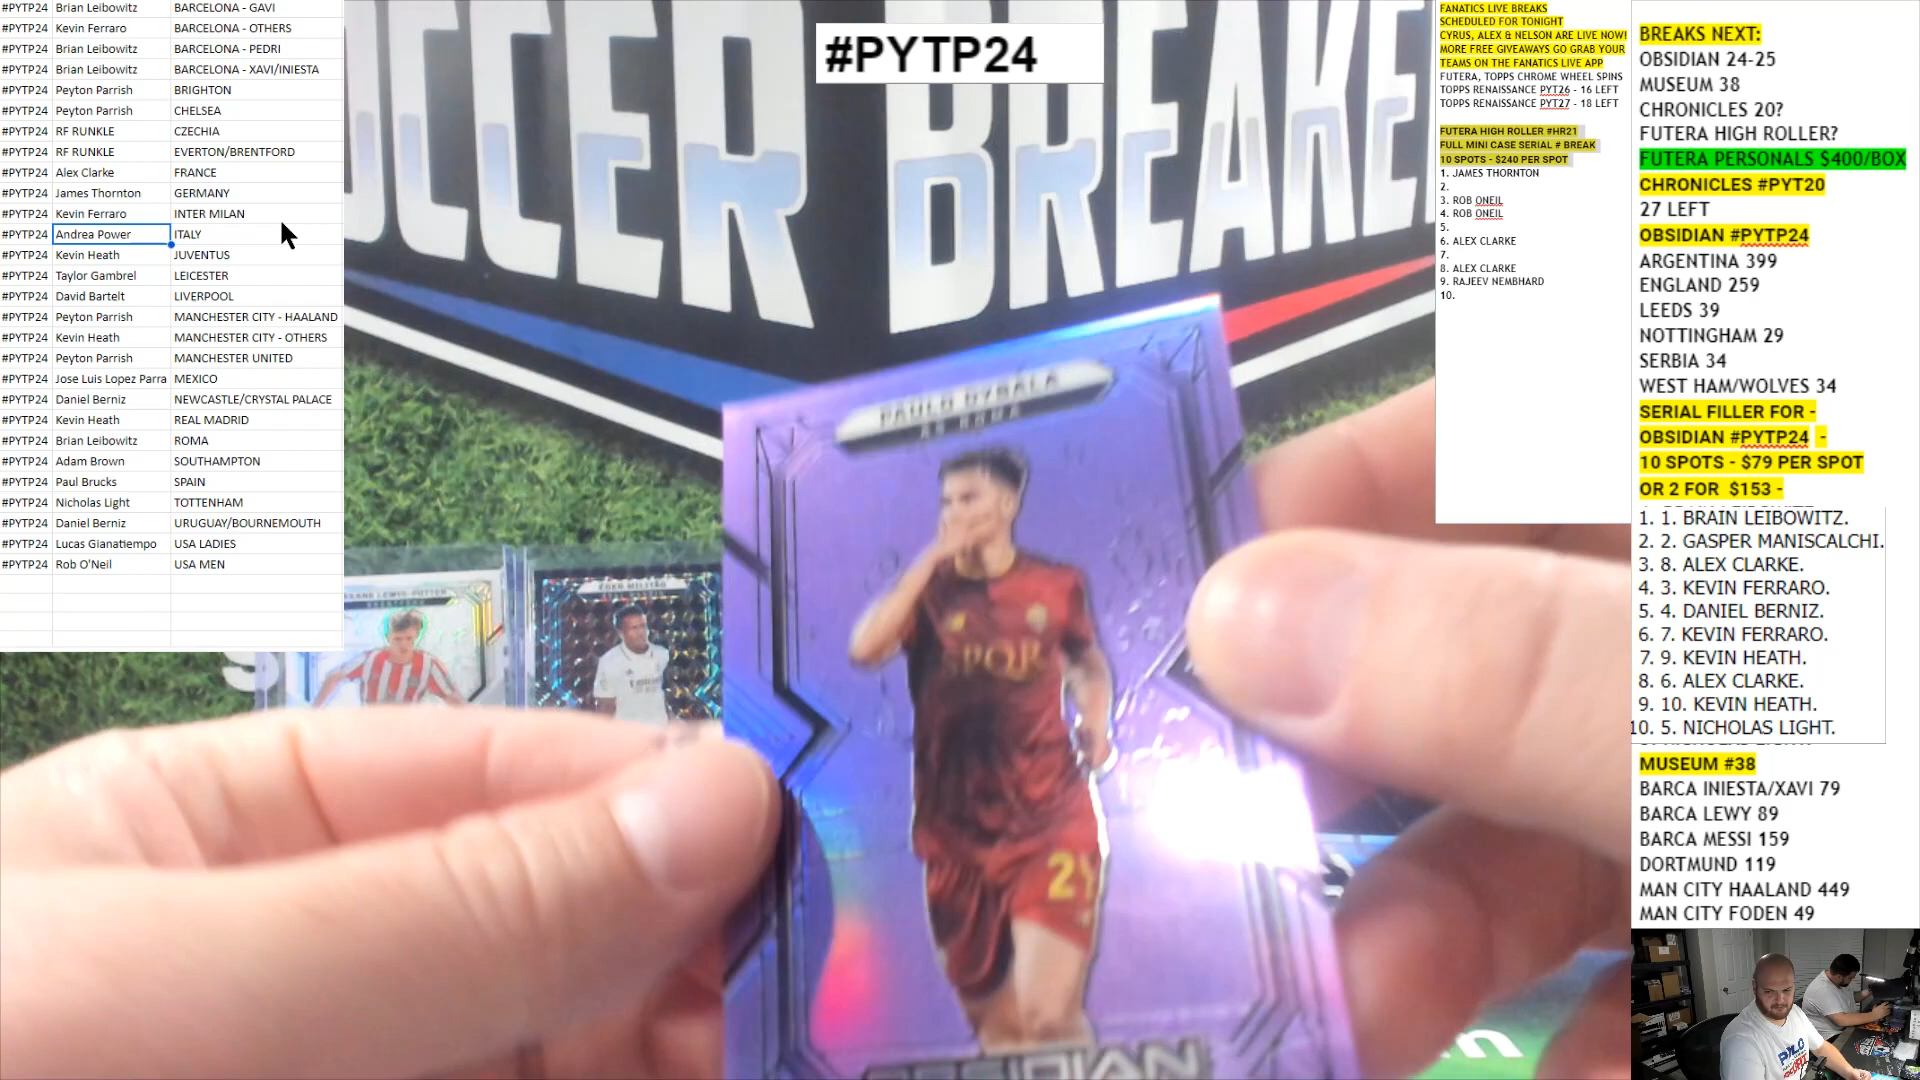 #PYTP24 Brian Leibowitz BARCELONA - GAVI
#PYTP24 Kevin Ferraro BARCELONA - OTHERS
#PYTP24 Brian Leibowitz BARCELONA - PEDRI
#PYTP24 Brian Leibowitz BARCELONA - XAVI/INIESTA
#PYTP24 Peyton Parrish BRIGHTON
#PYTP24 Peyton Parrish CHELSEA
#PYTP24 RF RUNKLE CZECHIA
#PYTP24 RF RUNKLE EVERTON/BRENTFORD
#PYTP24 Alex Clarke FRANCE
#PYTP24 James Thornton GERMANY
#PYTP24 Kevin Ferraro INTER MILAN
#PYTP24 Andrea Power ITALY
#PYTP24 Kevin Heath JUVENTUS
#PYTP24 Taylor Gambrel LEICESTER
#PYTP24 David Bartelt LIVERPOOL
#PYTP24 Peyton Parrish MANCHESTER CITY - HAALAND
#PYTP24 Kevin Heath MANCHESTER CITY - OTHERS
#PYTP24 Peyton Parrish MANCHESTER UNITED
#PYTP24 Jose Luis Lopez Parra MEXICO
#PYTP24 Daniel Berniz NEWCASTLE/CRYSTAL PALACE
#PYTP24 Kevin Heath REAL MADRID
#PYTP24 Brian Leibowitz ROMA
#PYTP24 Adam Brown SOUTHAMPTON
#PYTP24 Paul Brucks SPAIN
#PYTP24 Nicholas Light TOTTENHAM
#PYTP24 Daniel Berniz URUGUAY/BOURNEMOUTH
#PYTP24 Lucas Gianatiempo USA LADIES
#PYTP24 Rob O'Neil USA MEN
#PYTP24
SOCCER BREAKE
PAULO DYBALA
AS ROMA
SPQR
OBSIDIAN
FANATICS LIVE BREAKS
SCHEDULED FOR TONIGHT
CYRUS, ALEX & NELSON ARE LIVE NOW!
MORE FREE GIVEAWAYS GO GRAB YOUR
TEAMS ON THE FANATICS LIVE APP
FUTERA, TOPPS CHROME WHEEL SPINS
TOPPS RENAISSANCE PYT26 - 16 LEFT
TOPPS RENAISSANCE PYT27 - 18 LEFT
FUTERA HIGH ROLLER #HR21
FULL MINI CASE SERIAL # BREAK
10 SPOTS - $240 PER SPOT
1. JAMES THORNTON
2.
3. ROB ONEIL
4. ROB ONEIL
5.
6. ALEX CLARKE
7.
8. ALEX CLARKE
9. RAJEEV NEMBHARD
10.
BREAKS NEXT:
OBSIDIAN 24-25
MUSEUM 38
CHRONICLES 20?
FUTERA HIGH ROLLER?
FUTERA PERSONALS $400/BOX
CHRONICLES #PYT20
27 LEFT
OBSIDIAN #PYTP24
ARGENTINA 399
ENGLAND 259
LEEDS 39
NOTTINGHAM 29
SERBIA 34
WEST HAM/WOLVES 34
SERIAL FILLER FOR -
OBSIDIAN #PYTP24 -
10 SPOTS - $79 PER SPOT
OR 2 FOR $153 -
1. 1. BRAIN LEIBOWITZ.
2. 2. GASPER MANISCALCHI.
3. 8. ALEX CLARKE.
4. 3. KEVIN FERRARO.
5. 4. DANIEL BERNIZ.
6. 7. KEVIN FERRARO.
7. 9. KEVIN HEATH.
8. 6. ALEX CLARKE.
9. 10. KEVIN HEATH.
10. 5. NICHOLAS LIGHT.
MUSEUM #38
BARCA INIESTA/XAVI 79
BARCA LEWY 89
BARCA MESSI 159
DORTMUND 119
MAN CITY HAALAND 449
MAN CITY FODEN 49